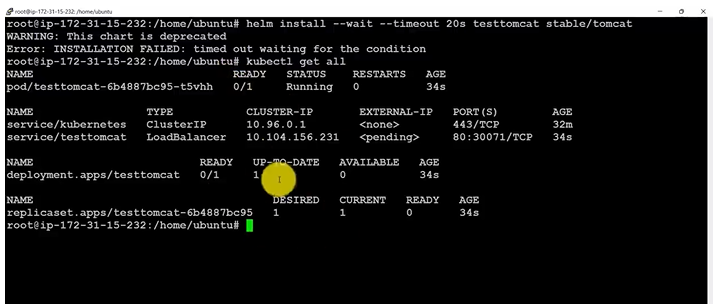 root@ip-172-31-15-232: /home/ubuntu
root@ip-172-31-15-232:/home/ubuntu# helm install --wait --timeout 20s testtomcat stable/tomcat
WARNING: This chart is deprecated
Error: INSTALLATION FAILED: timed out waiting for the condition
root@ip-172-31-15-232:/home/ubuntu# kubectl get all
NAME READY STATUS RESTARTS AGE
pod/testtomcat-6b4887bc95-t5vhh 0/1 Running 0 34s
NAME TYPE CLUSTER-IP EXTERNAL-IP PORT(S) AGE
service/kubernetes ClusterIP 10.96.0.1 <none> 443/TCP 32m
service/testtomcat LoadBalancer 10.104.156.231 <pending> 80:30071/TCP 34s
NAME READY UP-TO-DATE AVAILABLE AGE
deployment.apps/testtomcat 0/1 1 0 34s
NAME DESIRED CURRENT READY AGE
replicaset.apps/testtomcat-6b4887bc95 1 1 0 34s
root@ip-172-31-15-232:/home/ubuntu#